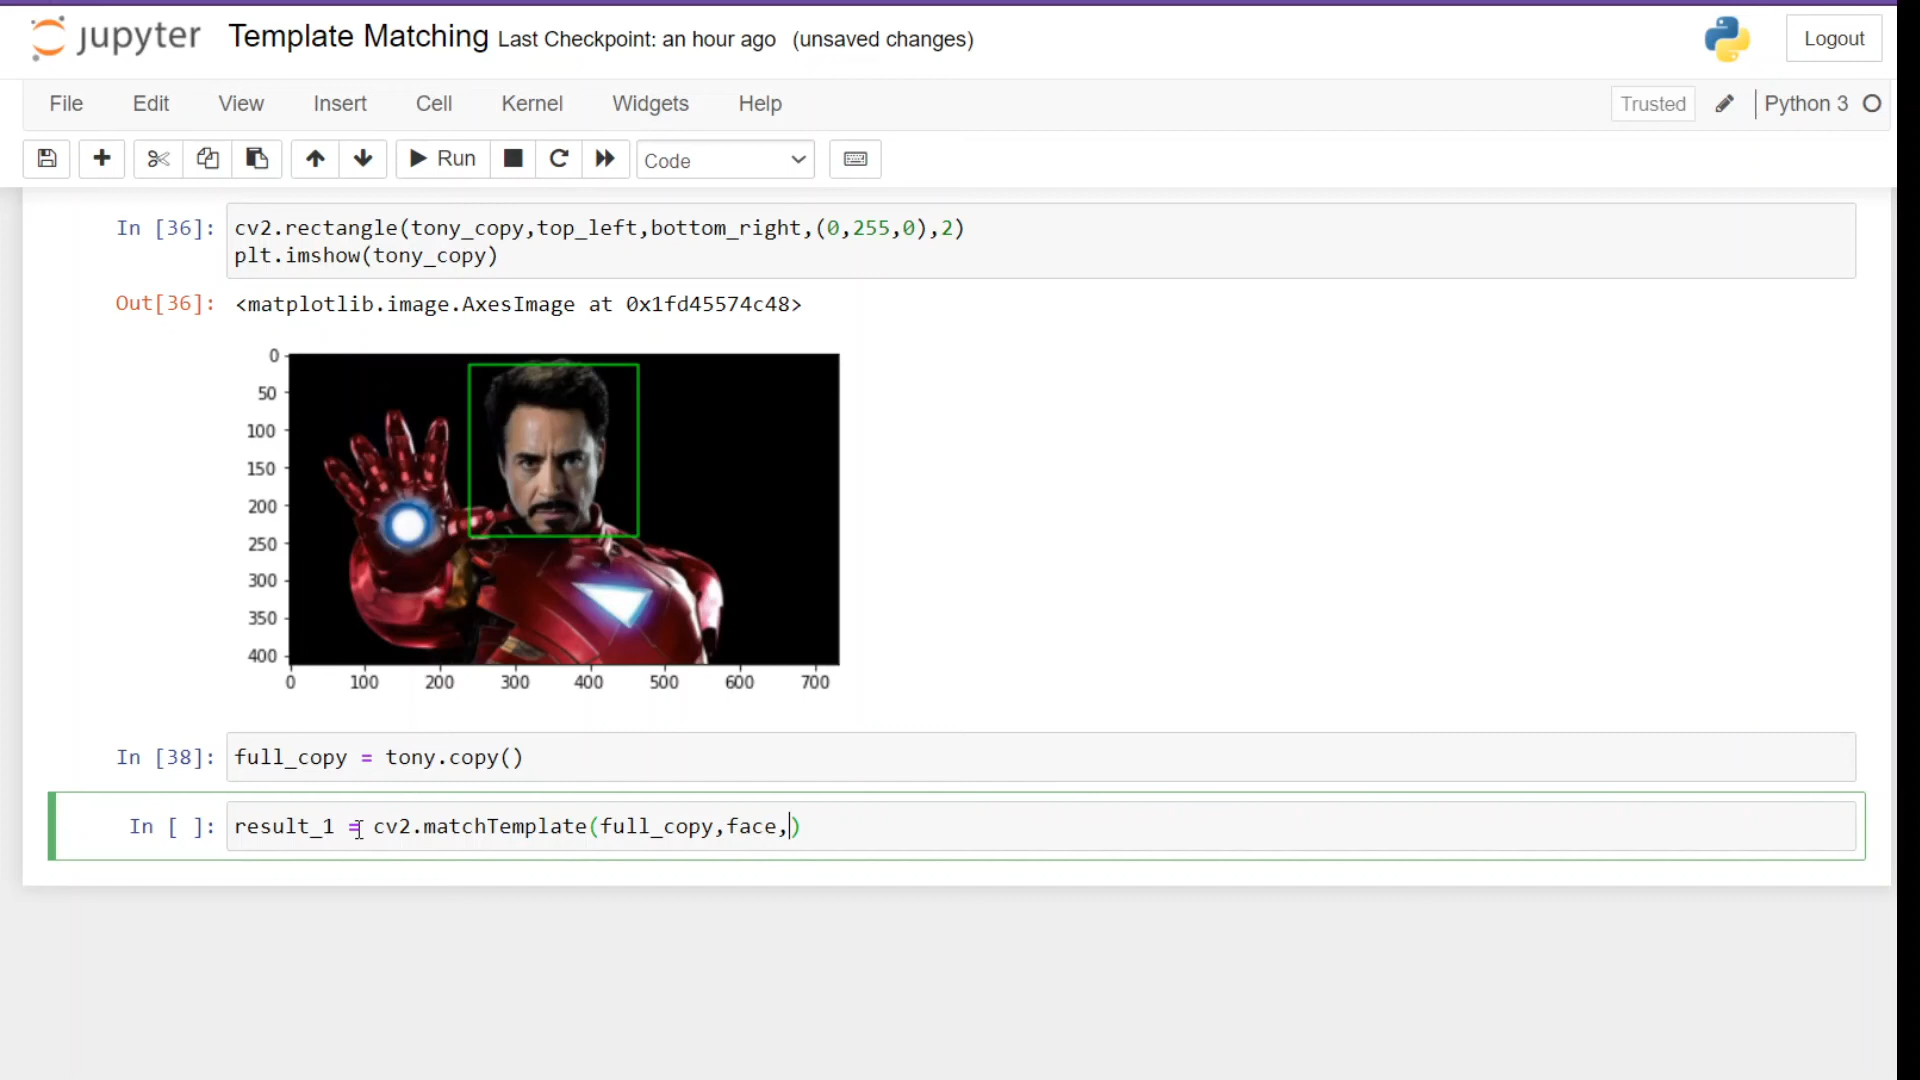 jupyter Template Matching Last Checkpoint: an hour ago (unsaved changes) Logout
File Edit View Insert Cell Kernel Widgets Help Trusted Python 3
Run Code
In [36]: cv2.rectangle(tony_copy,top_left,bottom_right,(0,255,0),2)
plt.imshow(tony_copy)
Out[36]: <matplotlib.image.AxesImage at 0x1fd45574c48>
0
50
100
150
200
250
300
350
400
0 100 200 300 400 500 600 700
In [38]: full_copy = tony.copy()
In [ ]: result_1 = cv2.matchTemplate(full_copy,face,)